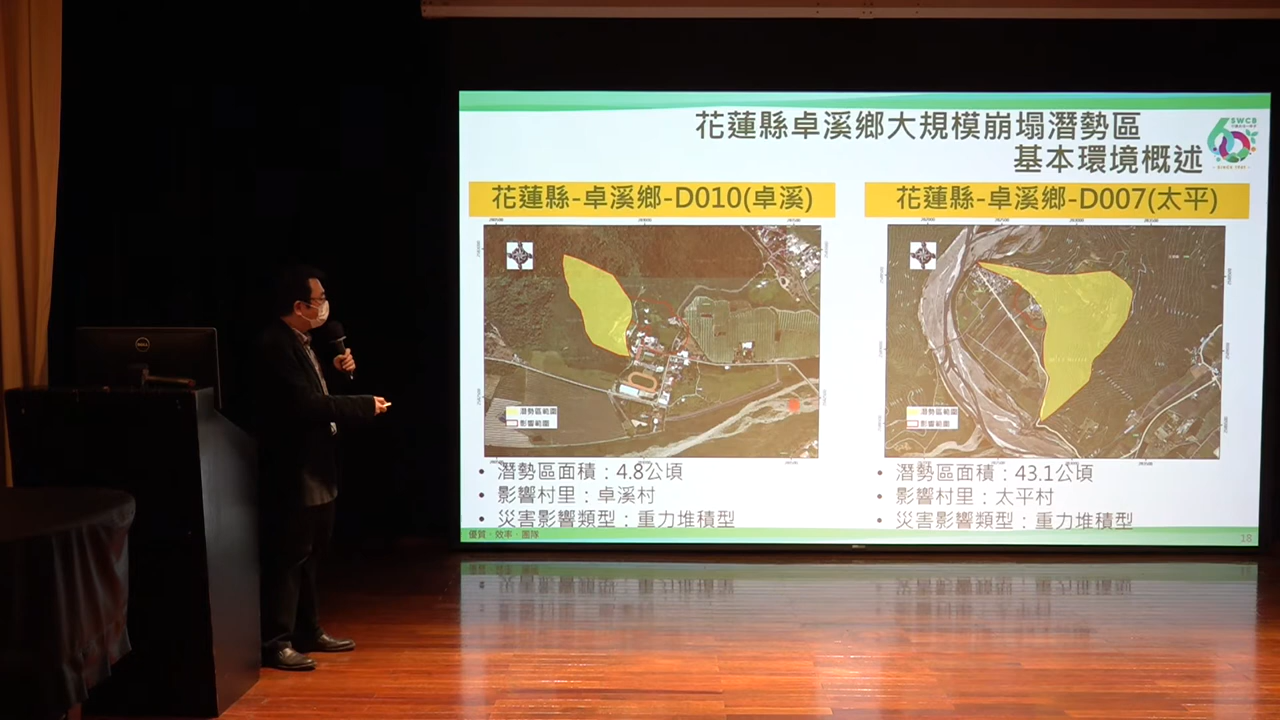 花蓮縣卓溪鄉大規模崩塌潛勢區
基本環境概述
SWCB
SINCE 1961
花蓮縣-卓溪鄉-D010(卓溪)
潛勢區範圍
影響範圍
• 潛勢區面積：4.8公頃
• 影響村里：卓溪村
• 災害影響類型：重力堆積型
花蓮縣-卓溪鄉-D007(太平)
潛勢區範圍
影響範圍
• 潛勢區面積：43.1公頃
• 影響村里：太平村
• 災害影響類型：重力堆積型
優質．效率．團隊
18
DELL